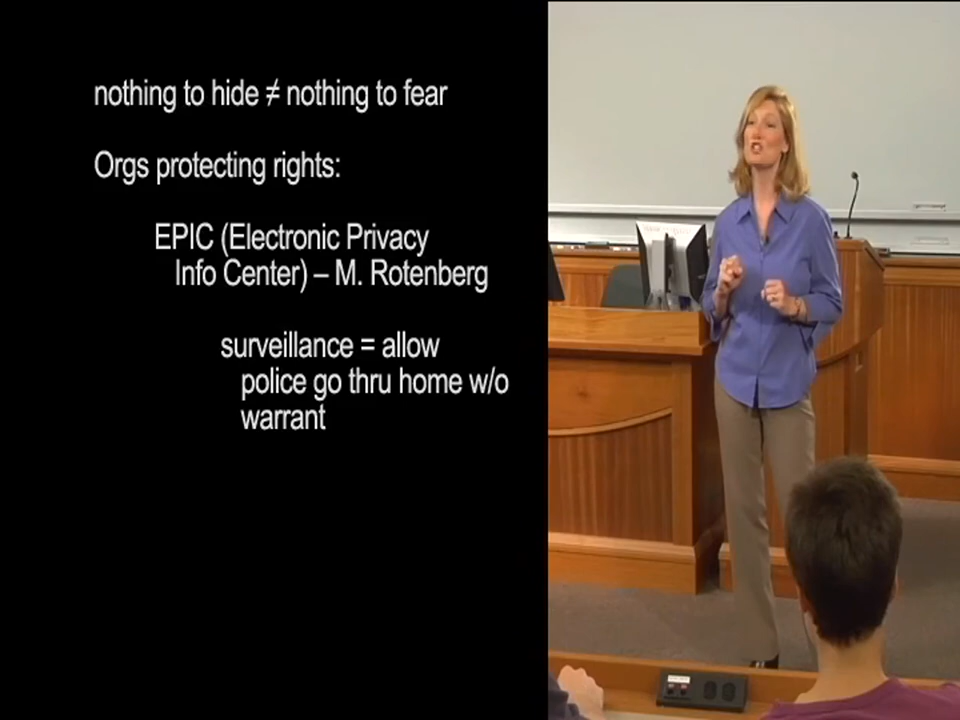 nothing to hide ≠ nothing to fear
Orgs protecting rights:
EPIC (Electronic Privacy
Info Center) – M. Rotenberg
surveillance = allow
police go thru home w/o
warrant